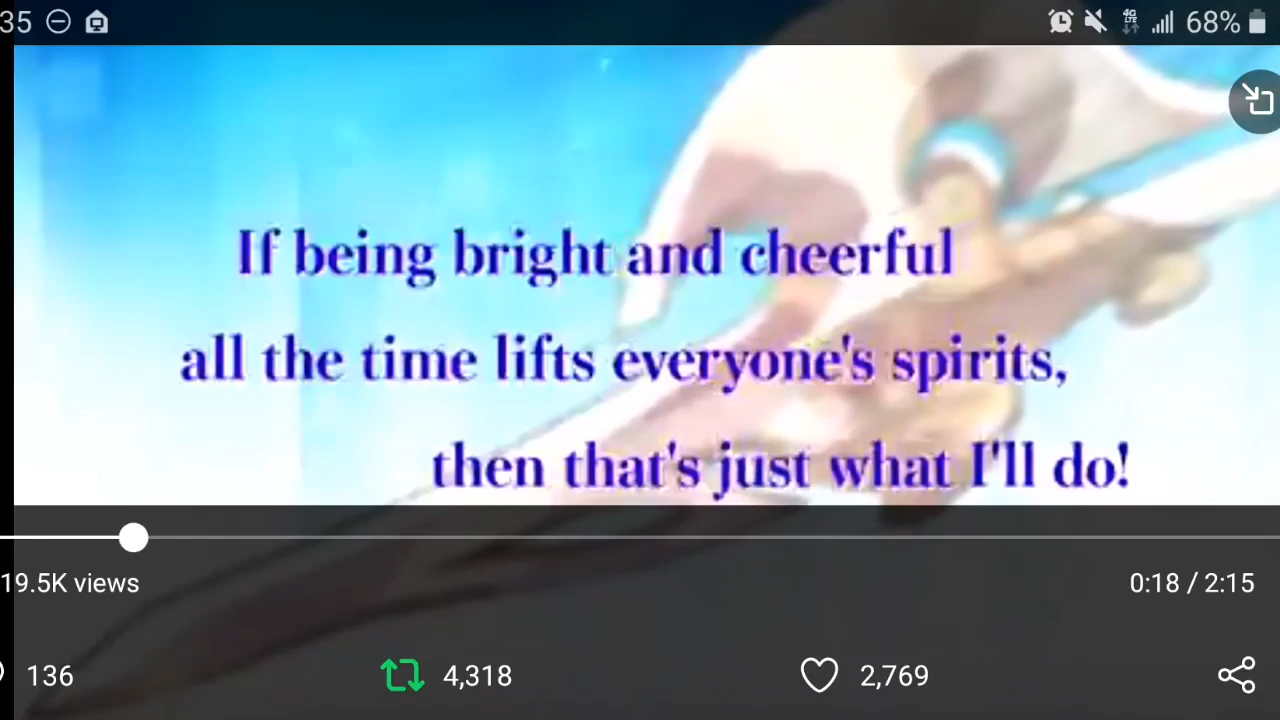 35 68%
If being bright and cheerful
all the time lifts everyone's spirits,
then that's just what I'll do!
19.5K views 0:18 / 2:15
136 4,318 2,769